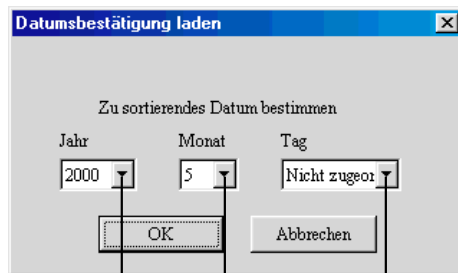 Datumsbestätigung laden
Zu sortierendes Datum bestimmen
Jahr Monat Tag
2000 5 Nicht zugeor
OK Abbrechen